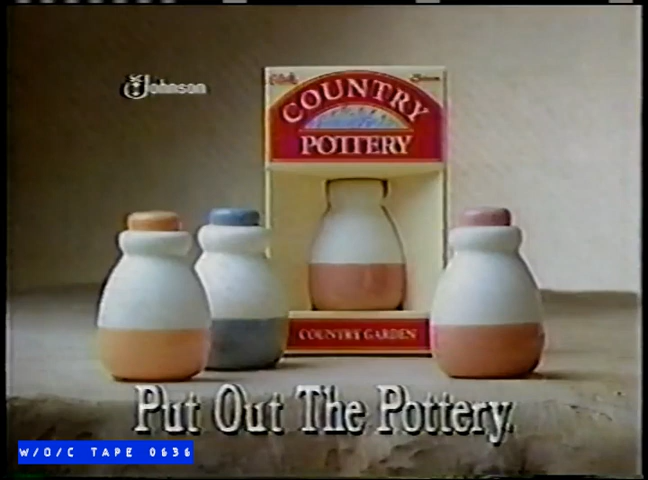 Johnson
COUNTRY
POTTERY
COUNTRY GARDEN
Put Out The Pottery.
W/O/C TAPE 0636